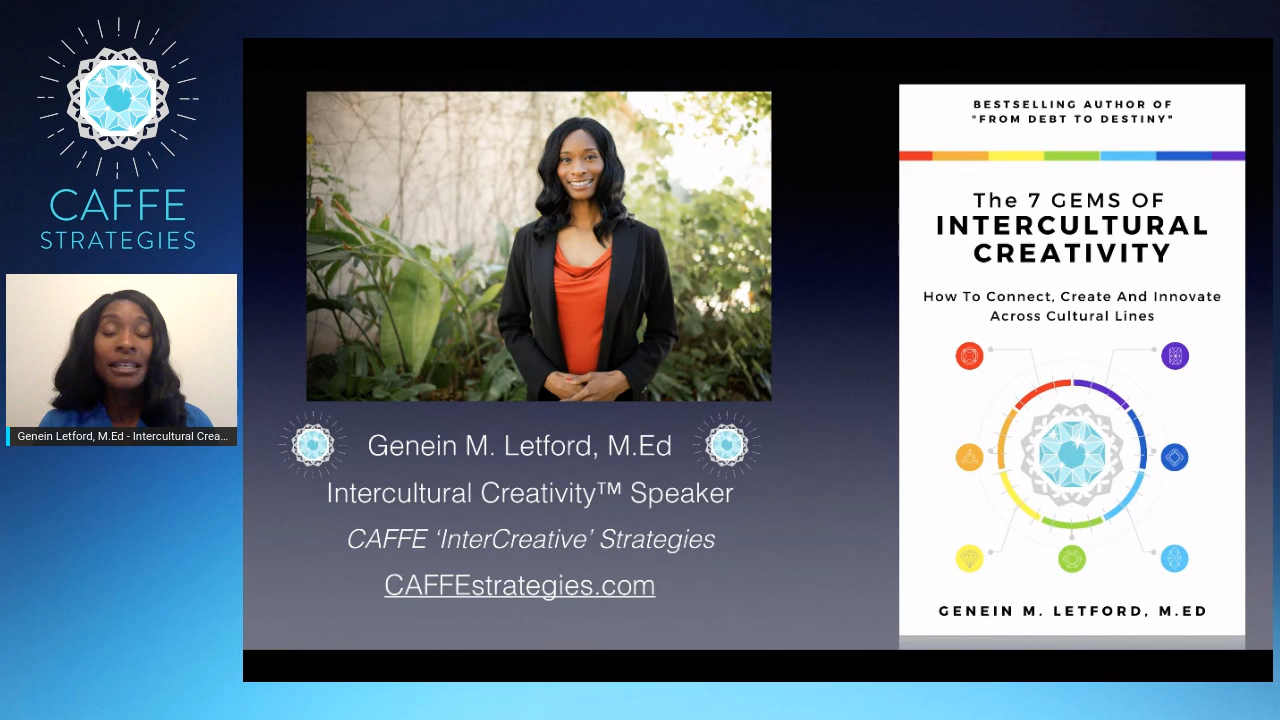 CAFFE
STRATEGIES
Genein Letford, M.Ed - Intercultural Crea...
Genein M. Letford, M.Ed
Intercultural Creativity™ Speaker
CAFFE ‘InterCreative’ Strategies
CAFFEstrategies.com
BESTSELLING AUTHOR OF
"FROM DEBT TO DESTINY"
The 7 GEMS OF
INTERCULTURAL
CREATIVITY
How To Connect, Create And Innovate
Across Cultural Lines
GENEIN M. LETFORD, M.ED